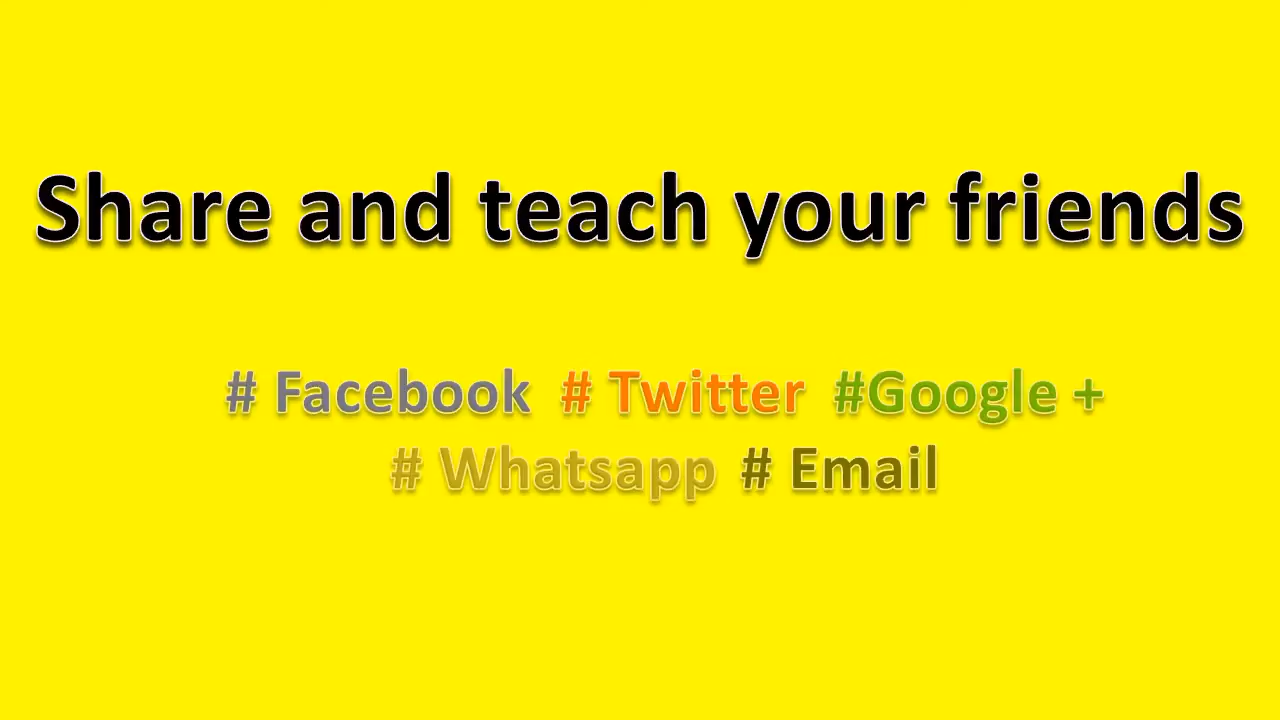 Share and teach your friends
# Facebook # Twitter #Google +
# Whatsapp # Email